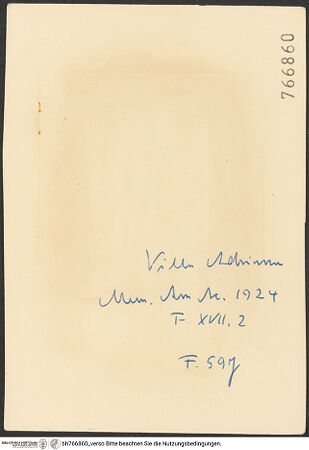 766860
Villa Adriana
Mem. Am Ac. 1924
T. XVII, 2
F. 597
bh766860_verso Bitte beachten Sie die Nutzungsbedingungen.